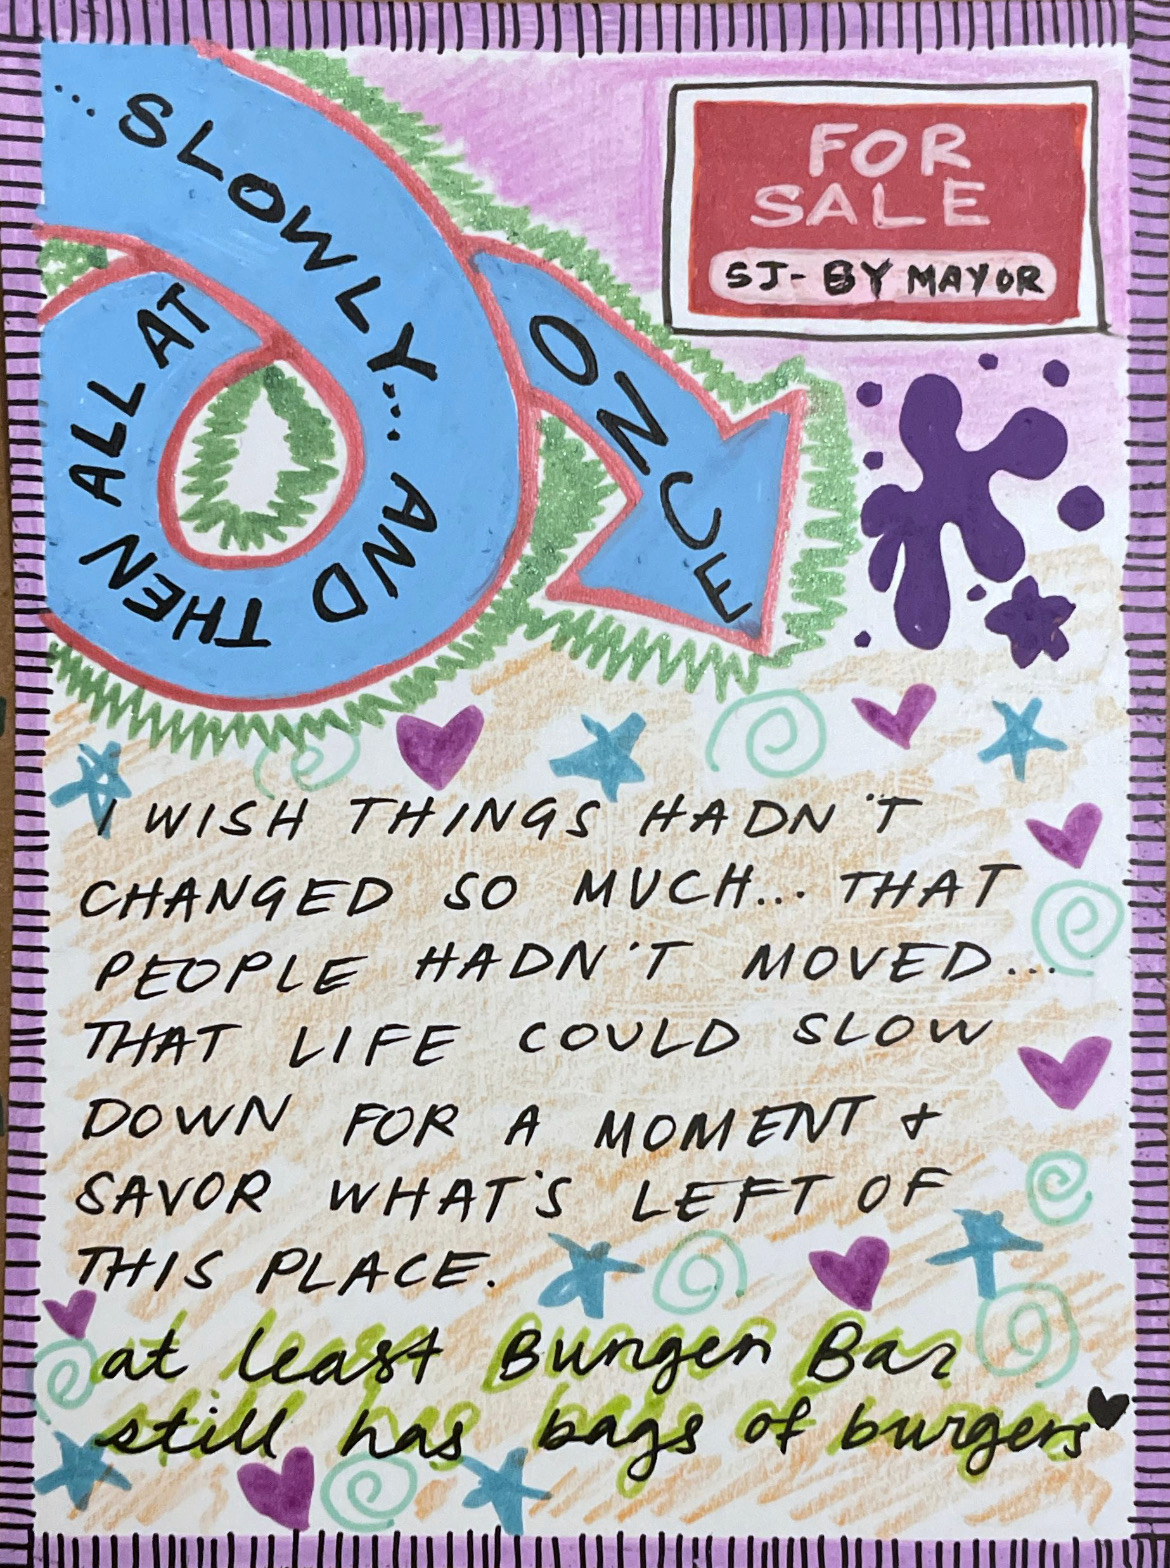 ...SLOWLY... AND THEN ALL AT ONCE
FOR
SALE
SJ- BY MAYOR
I WISH THINGS HADN'T
CHANGED SO MUCH... THAT
PEOPLE HADN'T MOVED...
THAT LIFE COULD SLOW
DOWN FOR A MOMENT +
SAVOR WHAT'S LEFT OF
THIS PLACE.
at least Burger Bar
still has bags of burgers